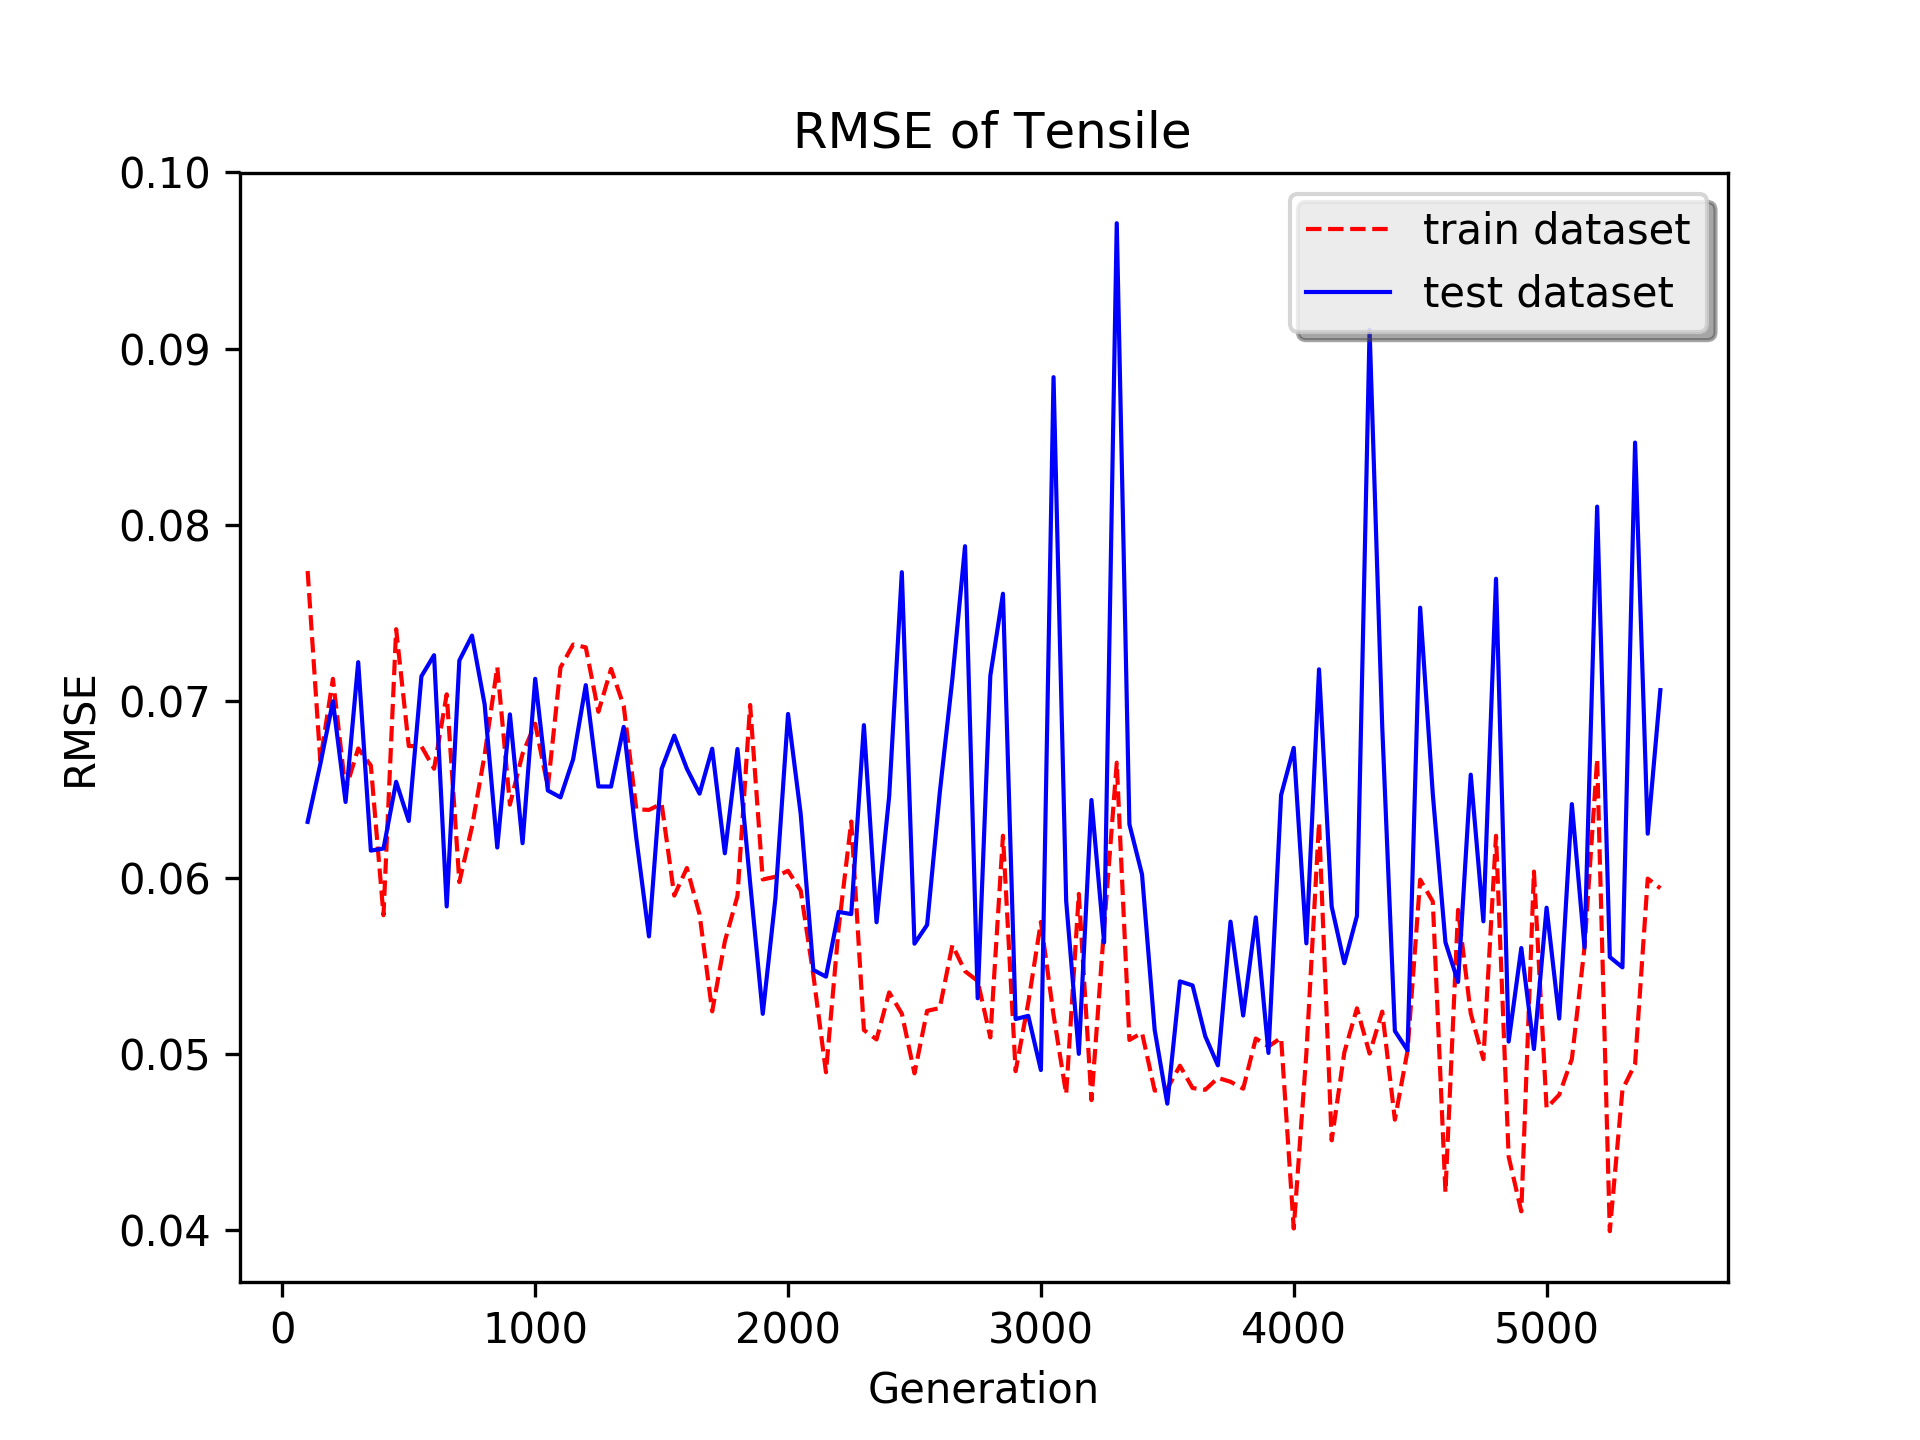 RMSE of Tensile
0.10
0.09
0.08
0.07
0.06
0.05
0.04
RMSE
train dataset
test dataset
0 1000 2000 3000 4000 5000
Generation